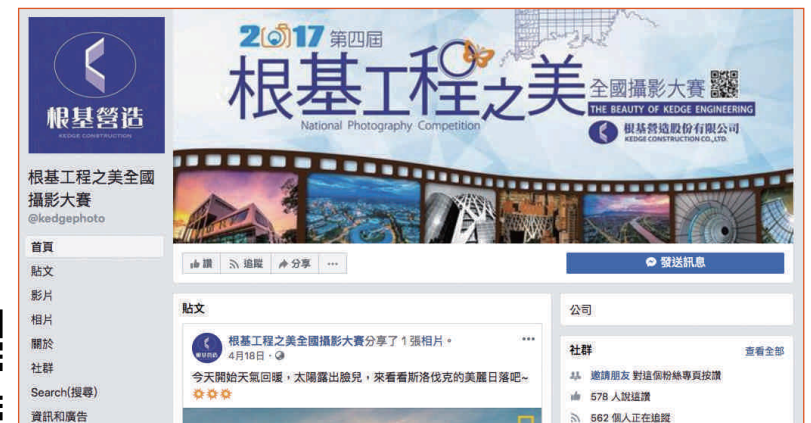 根基營造
KEDGE CONSTRUCTION
2017 第四屆
根基工程之美 全國攝影大賽
THE BEAUTY OF KEDGE ENGINEERING
National Photography Competition
根基營造股份有限公司
KEDGE CONSTRUCTION CO.,LTD.
根基工程之美全國
攝影大賽
@kedgephoto
首頁
貼文
影片
相片
關於
社群
Search(搜尋)
資訊和廣告
讚 追蹤 分享 ...
發送訊息
貼文
根基營造
根基工程之美全國攝影大賽分享了 1 張相片。
4月18日 ·
今天開始天氣回暖，太陽露出臉兒，來看看斯洛伐克的美麗日落吧~
公司
社群 查看全部
邀請朋友 對這個粉絲專頁按讚
578 人說這讚
562 個人正在追蹤